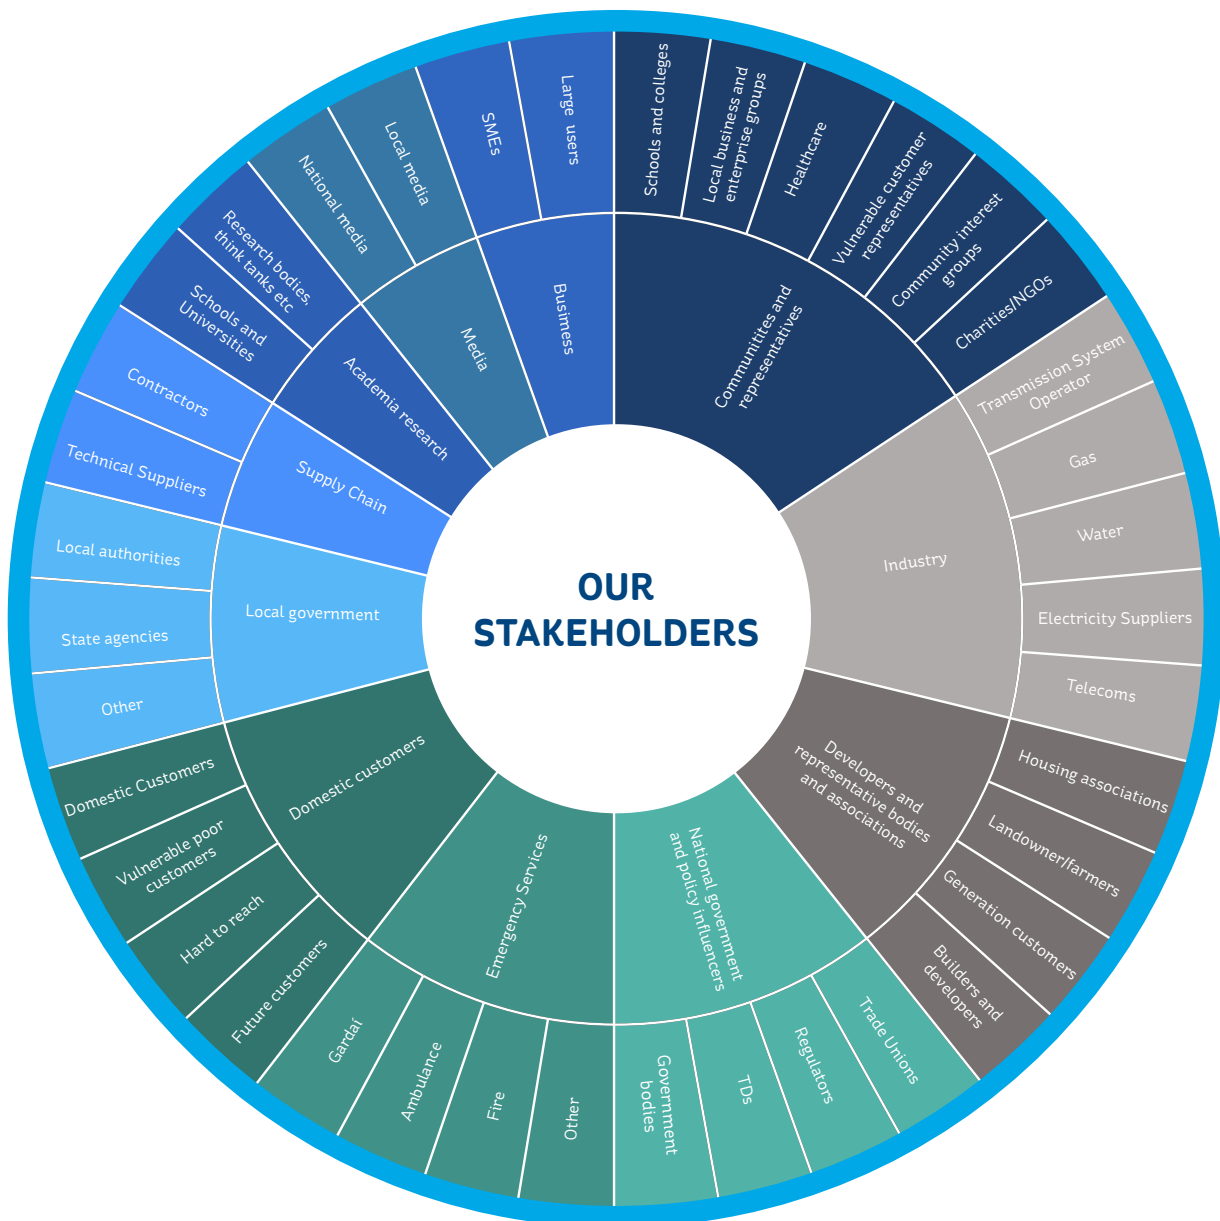 OUR
STAKEHOLDERS
Communitites and
representatives
Schools and colleges
Local business and
enterprise groups
Healthcare
Vulnerable customer
representatives
Community interest
groups
Charities/NGOs
Industry
Transmission System
Operator
Gas
Water
Electricity Suppliers
Telecoms
Developers and
representative bodies
and associations
Housing associations
Landowner/farmers
Generation customers
Builders and
developers
National government
and policy influencers
Trade Unions
Regulators
TDs
Government
bodies
Emergency Services
Other
Fire
Ambulance
Gardaí
Domestic customers
Future customers
Hard to reach
Vulnerable poor
customers
Domestic Customers
Local government
Other
State agencies
Local authorities
Supply Chain
Technical Suppliers
Contractors
Academia research
Schools and
Universities
Research bodies,
think tanks etc
Media
National media
Local media
Busimess
SMEs
Large users